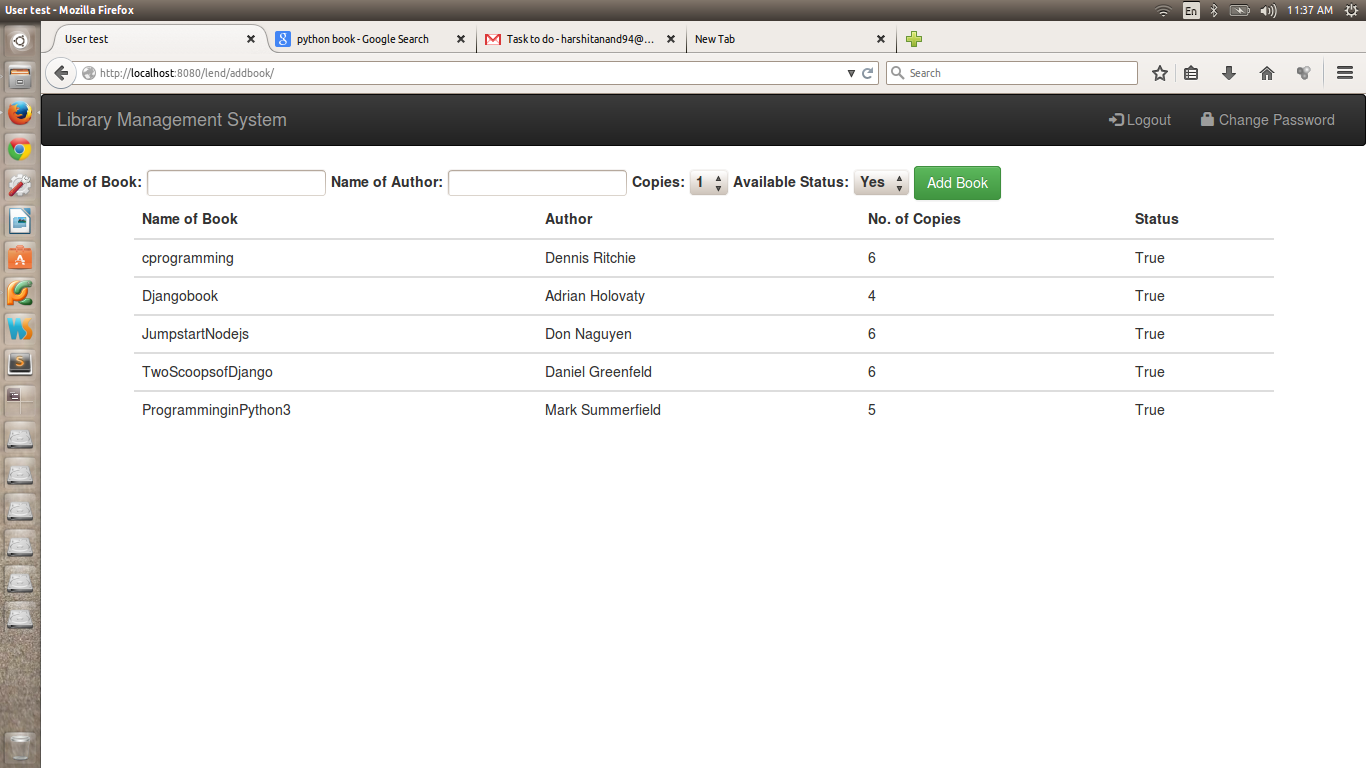 User test - Mozilla Firefox En 11:37 AM
User test python book - Google Search Task to do - harshitanand94@... New Tab
http://localhost:8080/lend/addbook/ Search
Library Management System Logout Change Password
Name of Book: Name of Author: Copies: 1 Available Status: Yes Add Book
Name of Book Author No. of Copies Status
cprogramming Dennis Ritchie 6 True
Djangobook Adrian Holovaty 4 True
JumpstartNodejs Don Naguyen 6 True
TwoScoopsofDjango Daniel Greenfeld 6 True
ProgramminginPython3 Mark Summerfield 5 True